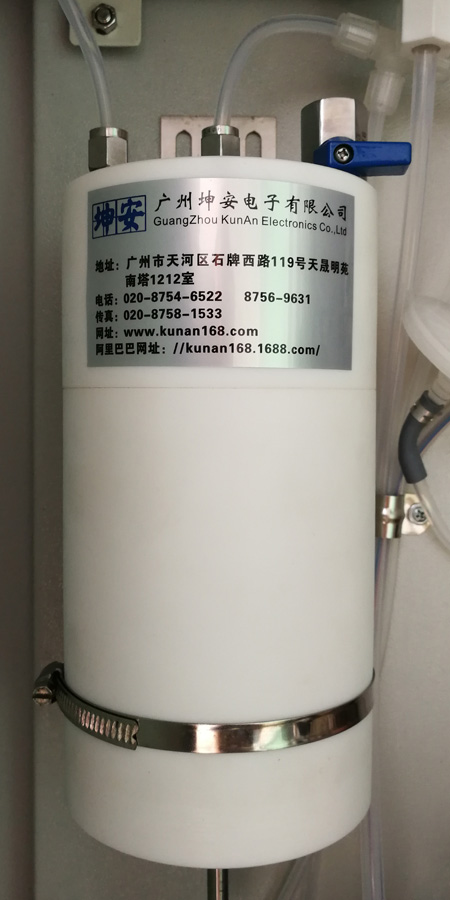 坤安 广州坤安电子有限公司
GuangZhou KunAn Electronics Co.,Ltd
地址：广州市天河区石牌西路119号天晟明苑
南塔1212室
电话：020-8754-6522 8756-9631
传真：020-8758-1533
网址：www.kunan168.com
阿里巴巴网址：//kunan168.1688.com/